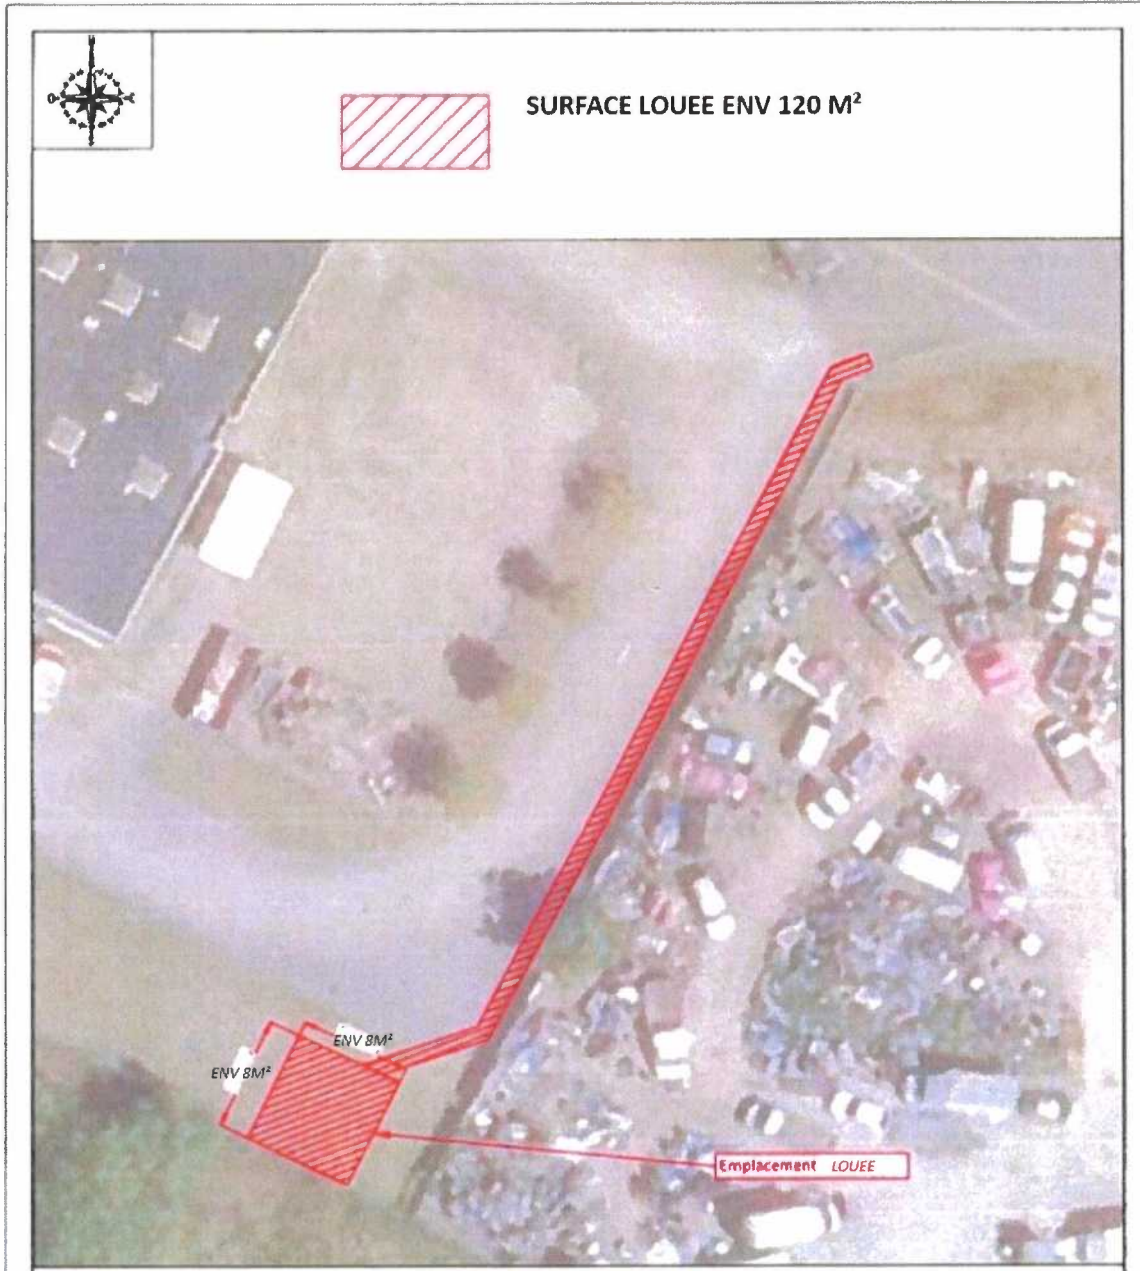 N
O
SURFACE LOUEE ENV 120 M²
ENV 8M²
ENV 8M²
Emplacement LOUEE